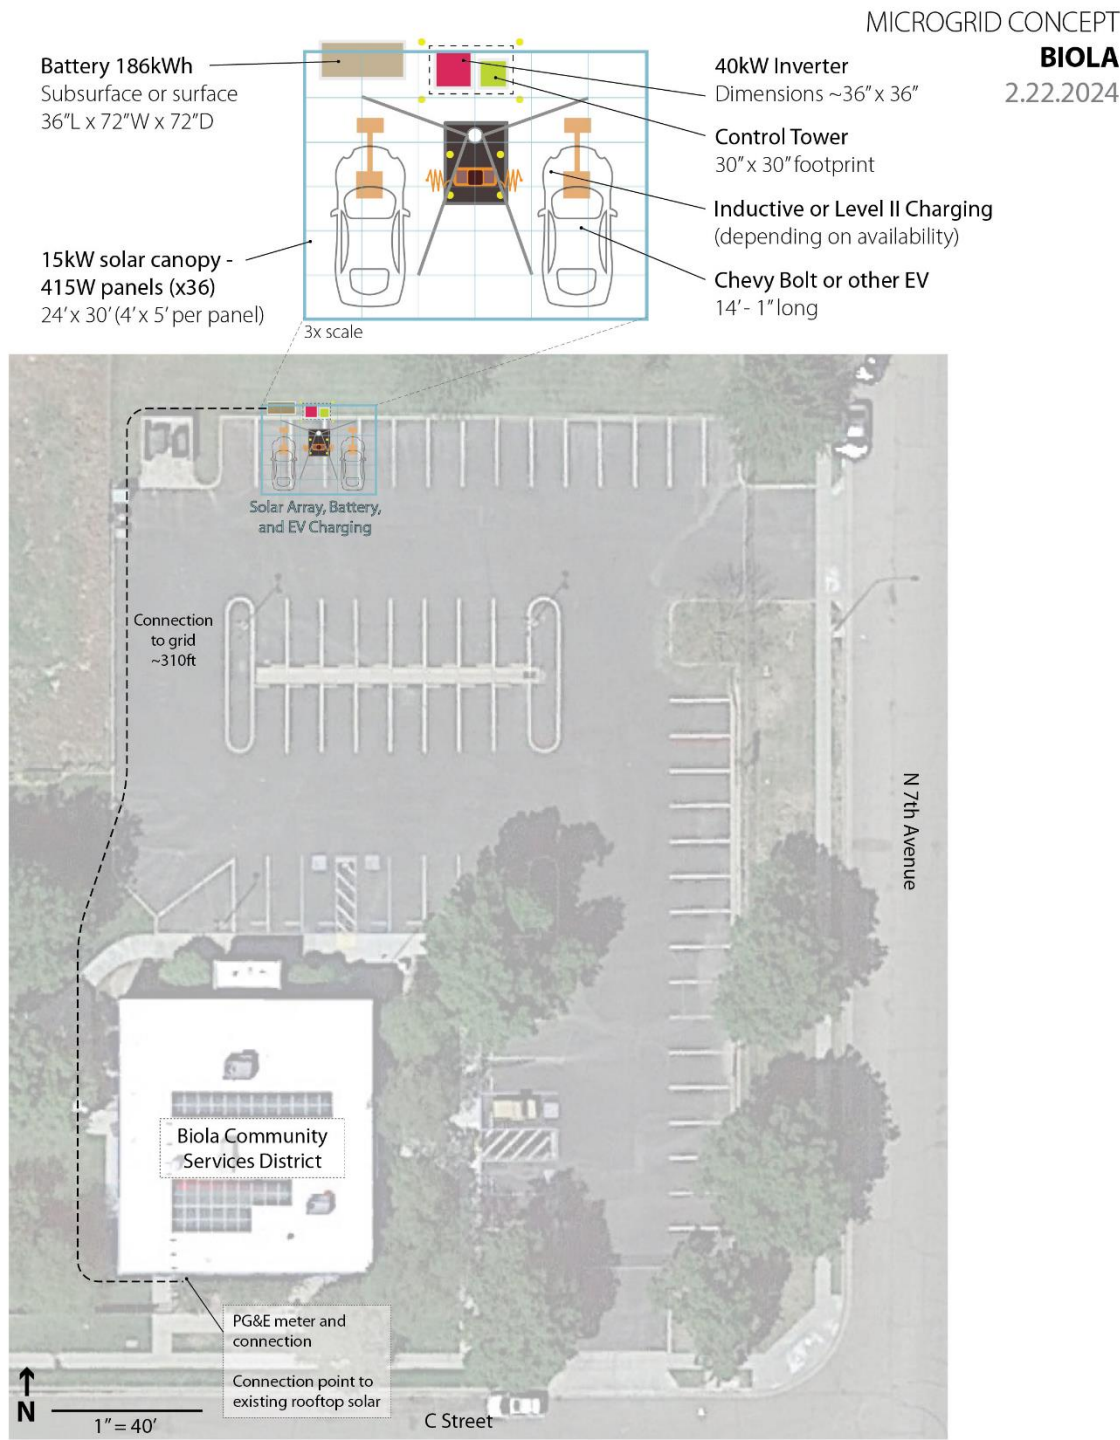 MICROGRID CONCEPT
BIOLA
2.22.2024
Battery 186kWh
Subsurface or surface
36”L x 72”W x 72”D
15kW solar canopy -
415W panels (x36)
24’ x 30’ (4’ x 5’ per panel)
40kW Inverter
Dimensions ~36” x 36”
Control Tower
30” x 30” footprint
Inductive or Level II Charging
(depending on availability)
Chevy Bolt or other EV
14’ - 1” long
3x scale
Solar Array, Battery,
and EV Charging
Connection
to grid
~310ft
N 7th Avenue
Biola Community
Services District
PG&E meter and
connection
Connection point to
existing rooftop solar
N
1” = 40’
C Street